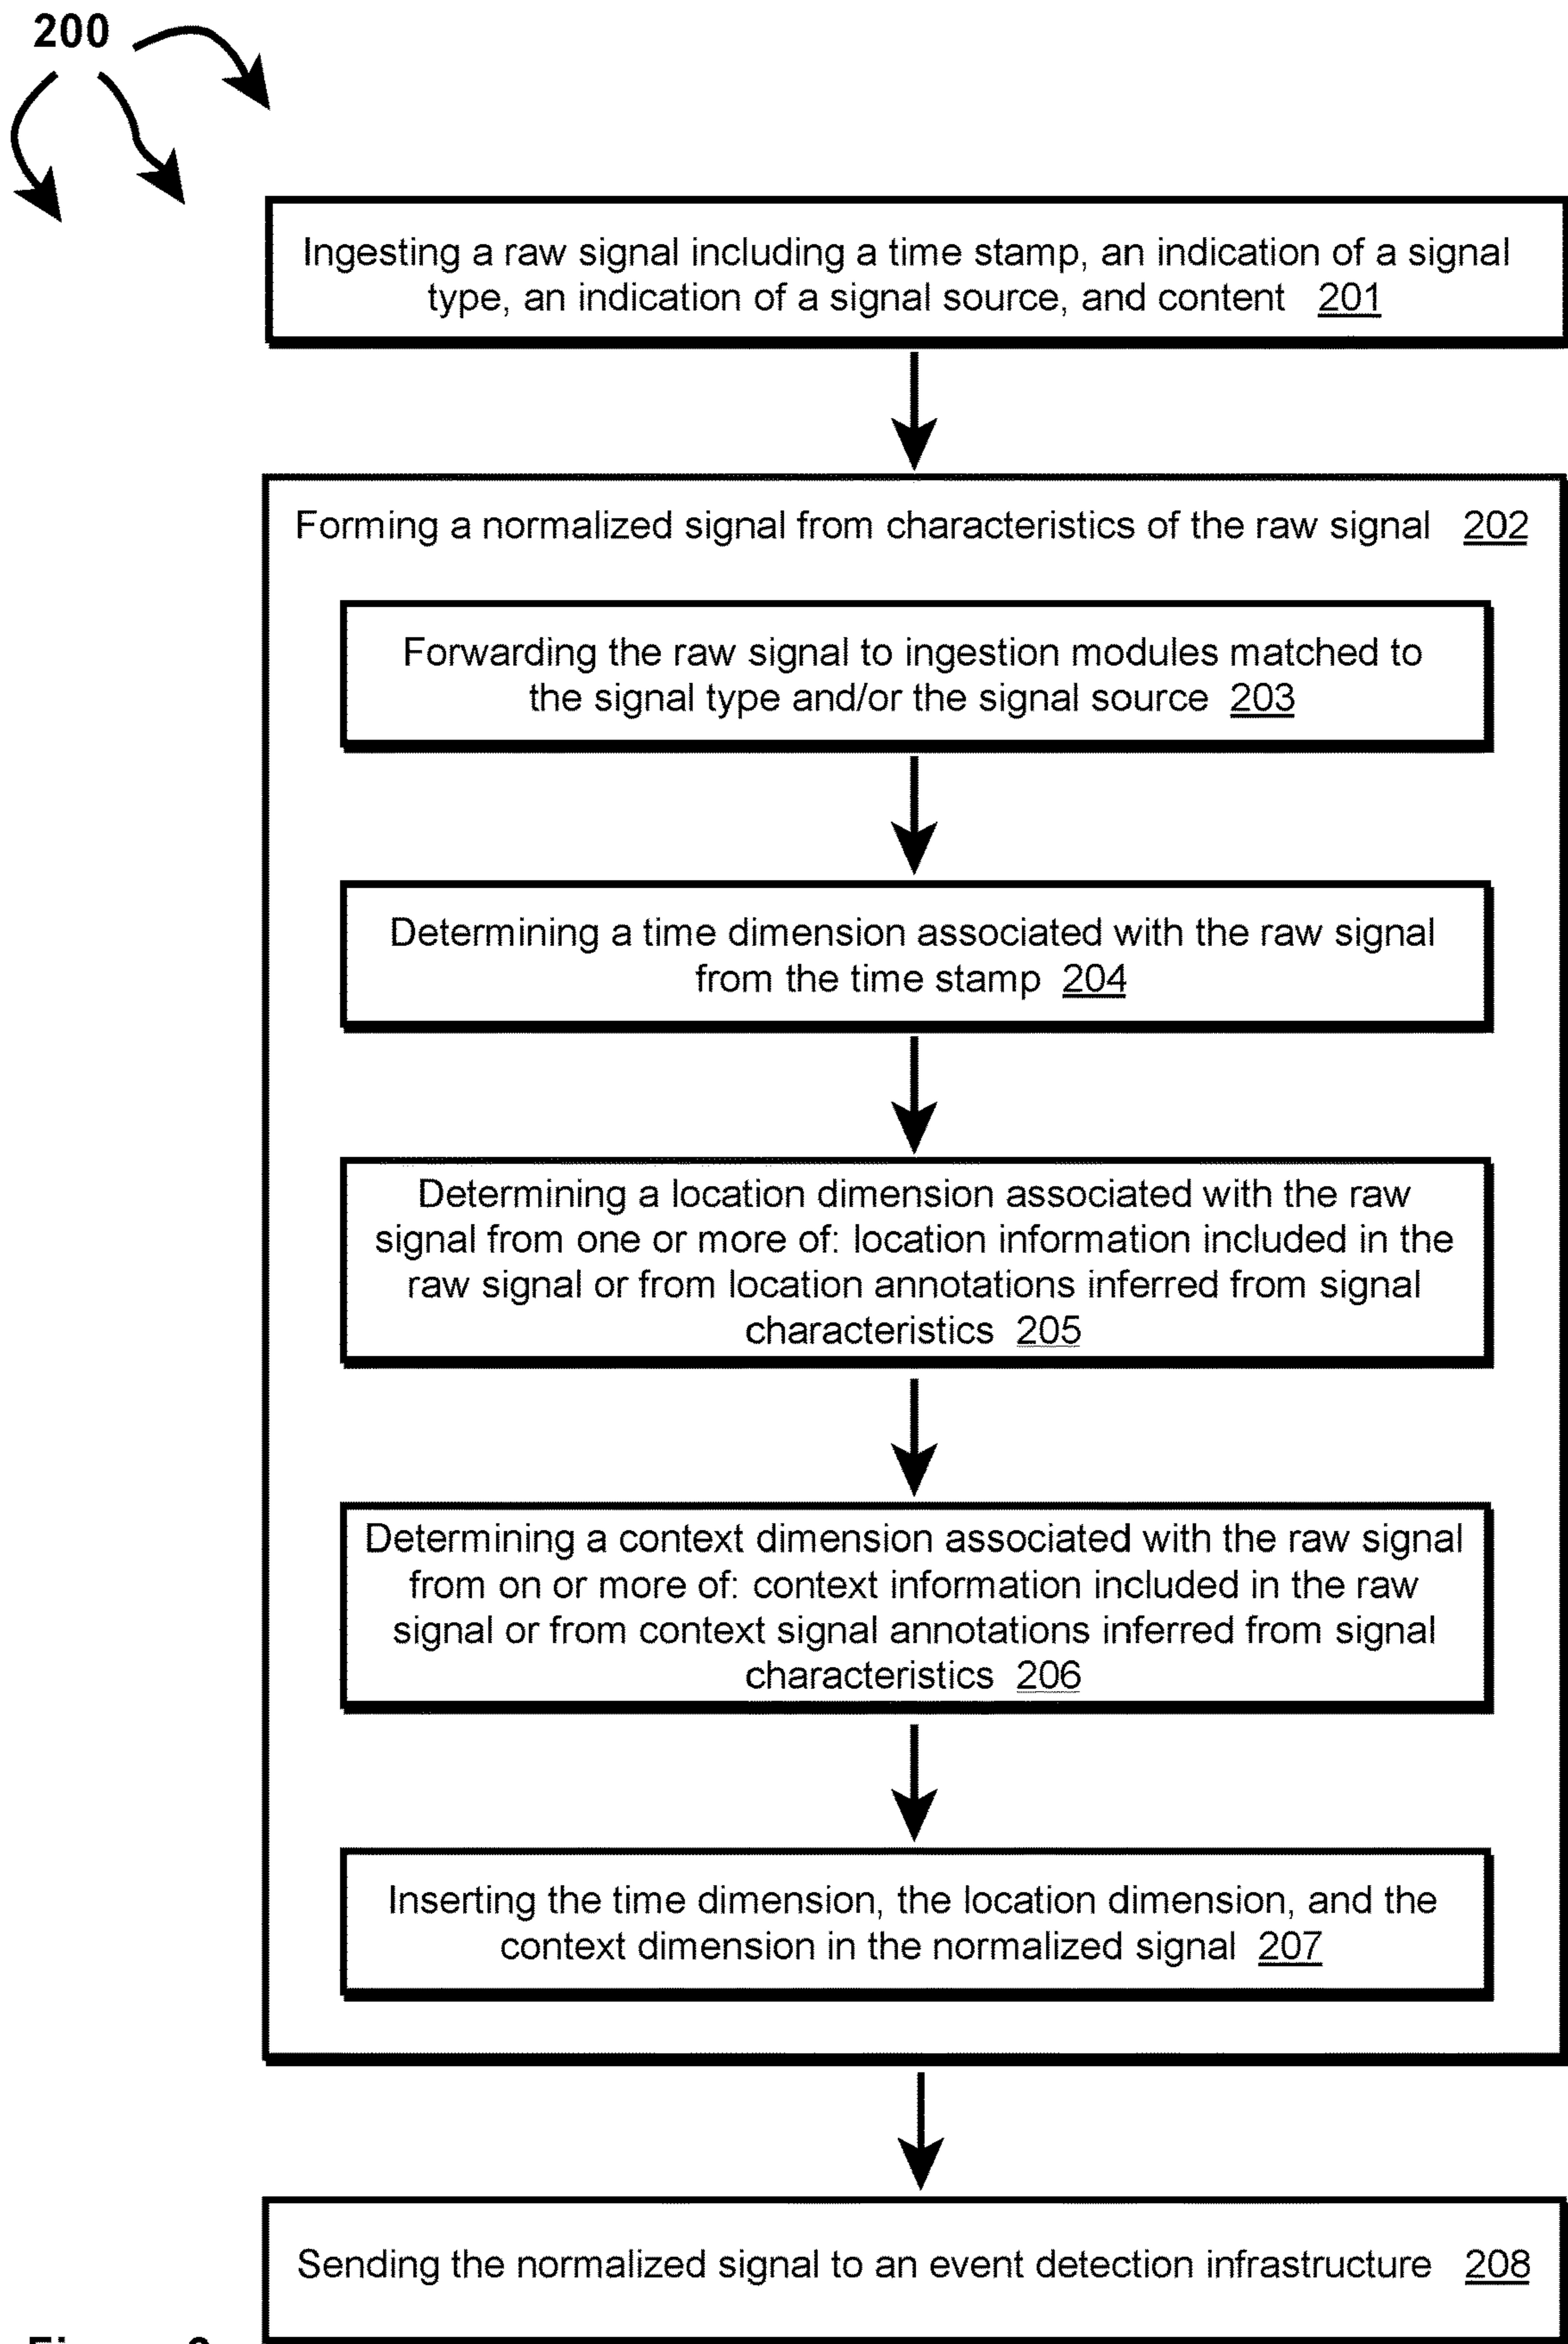 200
Ingesting a raw signal including a time stamp, an indication of a signal
type, an indication of a signal source, and content 201
Forming a normalized signal from characteristics of the raw signal 202
Forwarding the raw signal to ingestion modules matched to
the signal type and/or the signal source 203
Determining a time dimension associated with the raw signal
from the time stamp 204
Determining a location dimension associated with the raw
signal from one or more of: location information included in the
raw signal or from location annotations inferred from signal
characteristics 205
Determining a context dimension associated with the raw signal
from on or more of: context information included in the raw
signal or from context signal annotations inferred from signal
characteristics 206
Inserting the time dimension, the location dimension, and the
context dimension in the normalized signal 207
Sending the normalized signal to an event detection infrastructure 208